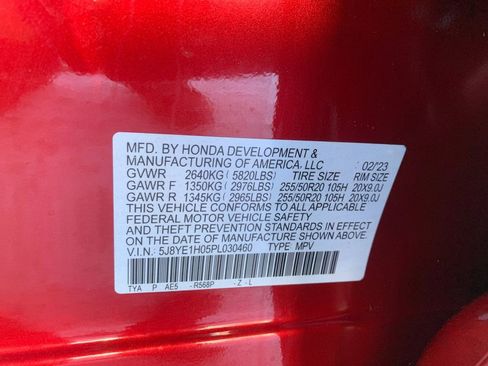 MFD. BY HONDA DEVELOPMENT &
MANUFACTURING OF AMERICA, LLC 02/23
GVWR 2640KG(5820LBS) TIRE SIZE RIM SIZE
GAWR F 1350KG(2976LBS) 255/50R20 105H 20X9.0J
GAWR R 1345KG(2965LBS) 255/50R20 105H 20X9.0J
THIS VEHICLE CONFORMS TO ALL APPLICABLE
FEDERAL MOTOR VEHICLE SAFETY
AND THEFT PREVENTION STANDARDS IN EFFECT
ON THE DATE OF MANUFACTURE SHOWN ABOVE.
V.I.N.: 5J8YE1H05PL030460 TYPE: MPV
TYA P AE5 -R568P -Z-L